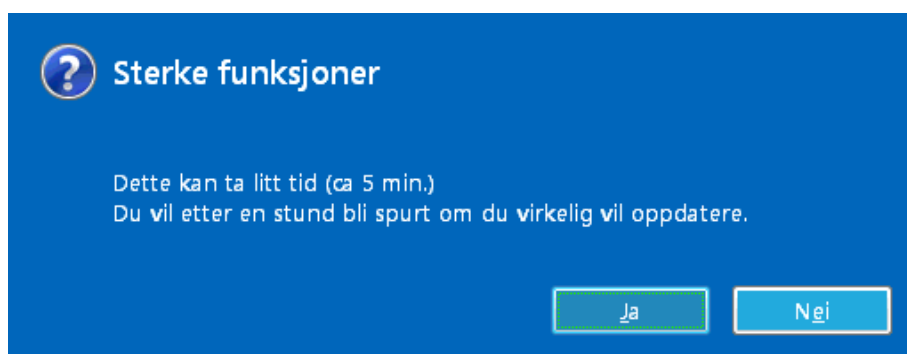 Sterke funksjoner
Dette kan ta litt tid (ca 5 min.)
Du vil etter en stund bli spurt om du virkelig vil oppdatere.
Ja Nei